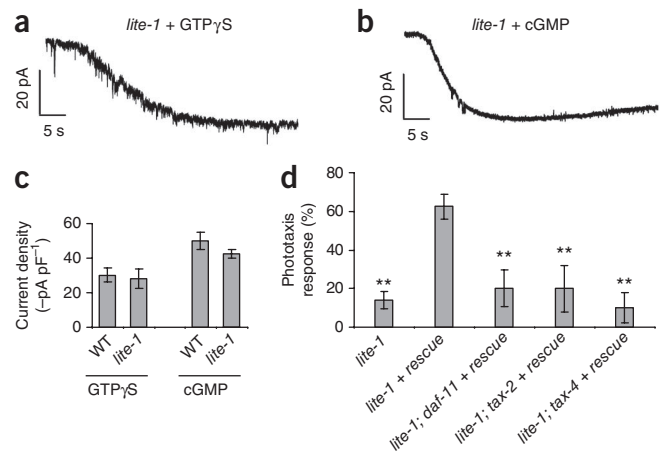 a
lite-1 + GTPγS
20 pA
5 s
b
lite-1 + cGMP
20 pA
5 s
c
Current density
(–pA pF⁻¹)
60
40
20
0
WT
lite-1
WT
lite-1
GTPγS
cGMP
d
Phototaxis
response (%)
80
60
40
20
0
**
**
**
**
lite-1
lite-1 + rescue
lite-1; daf-11 + rescue
lite-1; tax-2 + rescue
lite-1; tax-4 + rescue